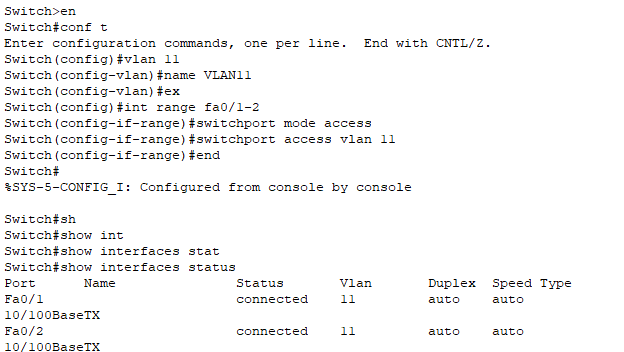 Switch>en
Switch#conf t
Enter configuration commands, one per line.  End with CNTL/Z.
Switch(config)#vlan 11
Switch(config-vlan)#name VLAN11
Switch(config-vlan)#ex
Switch(config)#int range fa0/1-2
Switch(config-if-range)#switchport mode access
Switch(config-if-range)#switchport access vlan 11
Switch(config-if-range)#end
Switch#
%SYS-5-CONFIG_I: Configured from console by console

Switch#sh
Switch#show int
Switch#show interfaces stat
Switch#show interfaces status
Port      Name               Status       Vlan       Duplex  Speed Type
Fa0/1                        connected    11         auto    auto
10/100BaseTX
Fa0/2                        connected    11         auto    auto
10/100BaseTX